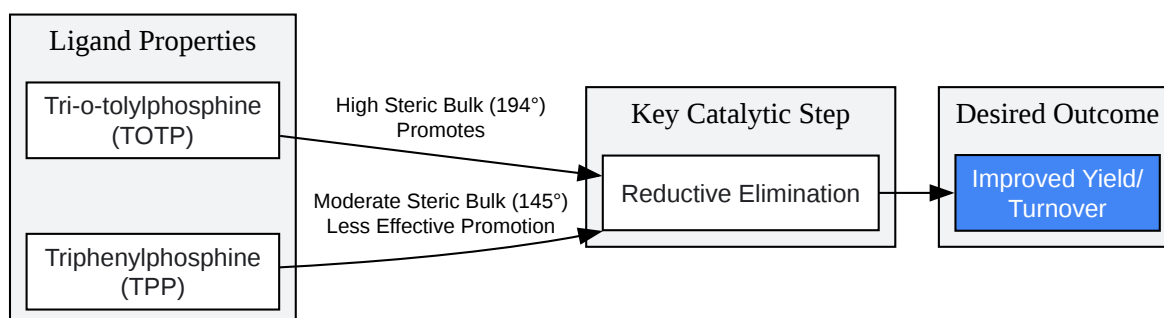 Ligand Properties
Tri-o-tolylphosphine
(TOTP)
Triphenylphosphine
(TPP)
High Steric Bulk (194°)
Promotes
Moderate Steric Bulk (145°)
Less Effective Promotion
Key Catalytic Step
Reductive Elimination
Desired Outcome
Improved Yield/
Turnover